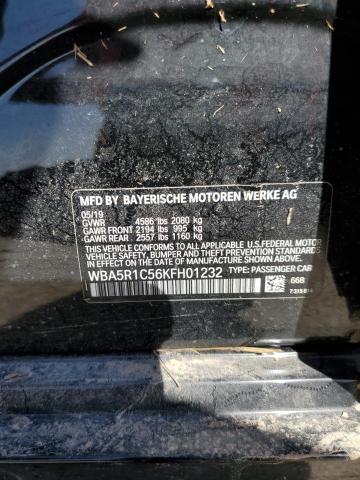 MFD BY BAYERISCHE MOTOREN WERKE AG
05/19
GVWR 4586 lbs 2080 kg
GAWR FRONT 2194 lbs 995 kg
GAWR REAR 2557 lbs 1160 kg
THIS VEHICLE CONFORMS TO ALL APPLICABLE U.S. FEDERAL MOTOR
VEHICLE SAFETY, BUMPER AND THEFT PREVENTION STANDARDS
IN EFFECT ON THE DATE OF MANUFACTURE SHOWN ABOVE.
WBA5R1C56KFH01232 TYPE: PASSENGER CAR
668